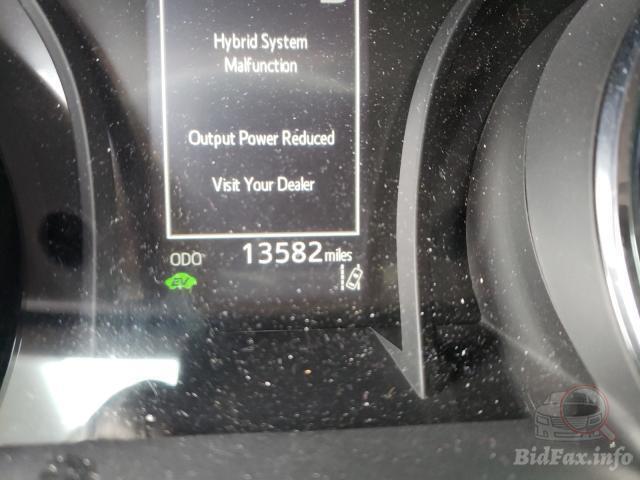 Hybrid System
Malfunction
Output Power Reduced
Visit Your Dealer
ODO 13582 miles
EV
BidFax.info